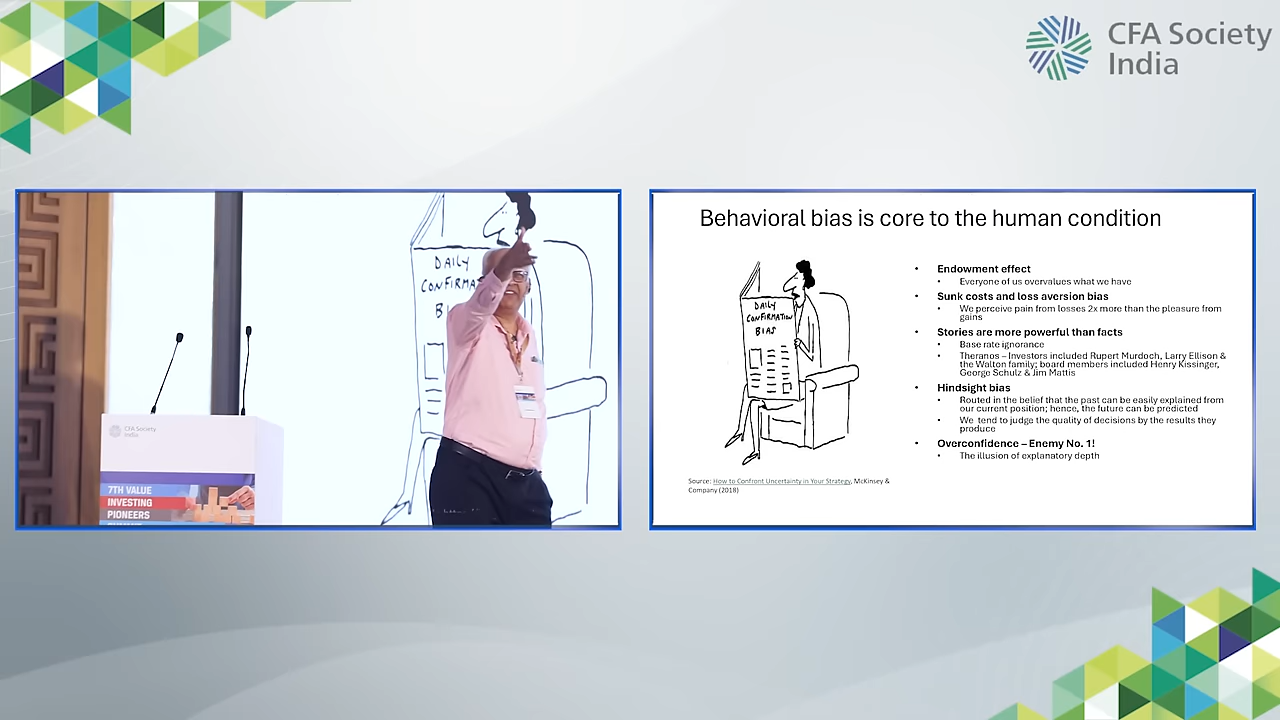 CFA Society
India
DAILY
CONFIRMA
BI
CFA Society
India
7TH VALUE
INVESTING
PIONEERS
Behavioral bias is core to the human condition
DAILY
CONFIRMATION
BIAS
Source: How to Confront Uncertainty in Your Strategy, McKinsey &
Company (2018)
• Endowment effect
• Everyone of us overvalues what we have
• Sunk costs and loss aversion bias
• We perceive pain from losses 2x more than the pleasure from
gains
• Stories are more powerful than facts
• Base rate ignorance
• Theranos – Investors included Rupert Murdoch, Larry Ellison &
the Walton family; board members included Henry Kissinger,
George Schulz & Jim Mattis
• Hindsight bias
• Routed in the belief that the past can be easily explained from
our current position; hence, the future can be predicted
• We tend to judge the quality of decisions by the results they
produce
• Overconfidence – Enemy No. 1!
• The illusion of explanatory depth